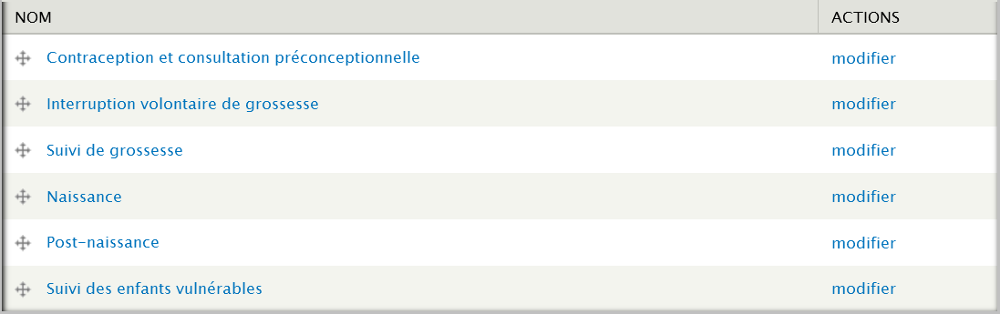 NOM ACTIONS
Contraception et consultation préconceptionnelle modifier
Interruption volontaire de grossesse modifier
Suivi de grossesse modifier
Naissance modifier
Post-naissance modifier
Suivi des enfants vulnérables modifier